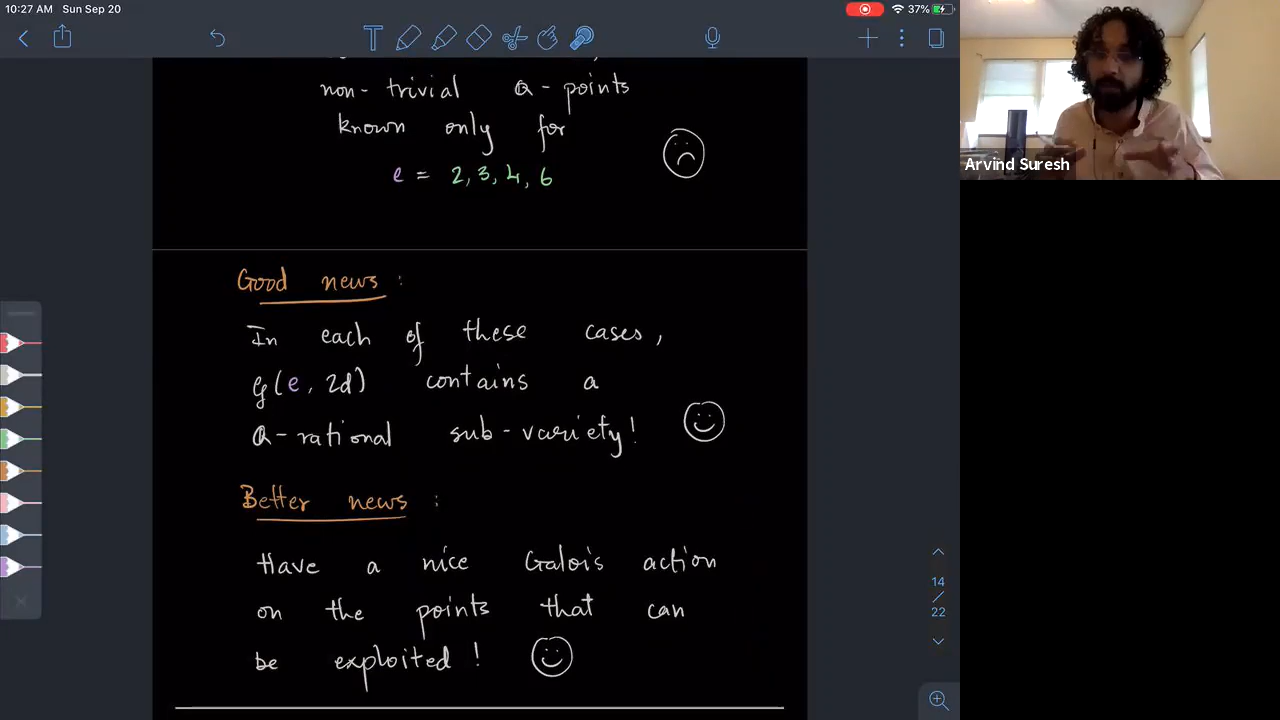 10:27 AM Sun Sep 20
37%
non-trivial Q-points
known only for
e = 2, 3, 4, 6
Good news :
In each of these cases,
g(e, 2d) contains a
Q-rational sub-variety!
Better news :
Have a nice Galois action
on the points that can
be exploited !
14
/
22
Arvind Suresh